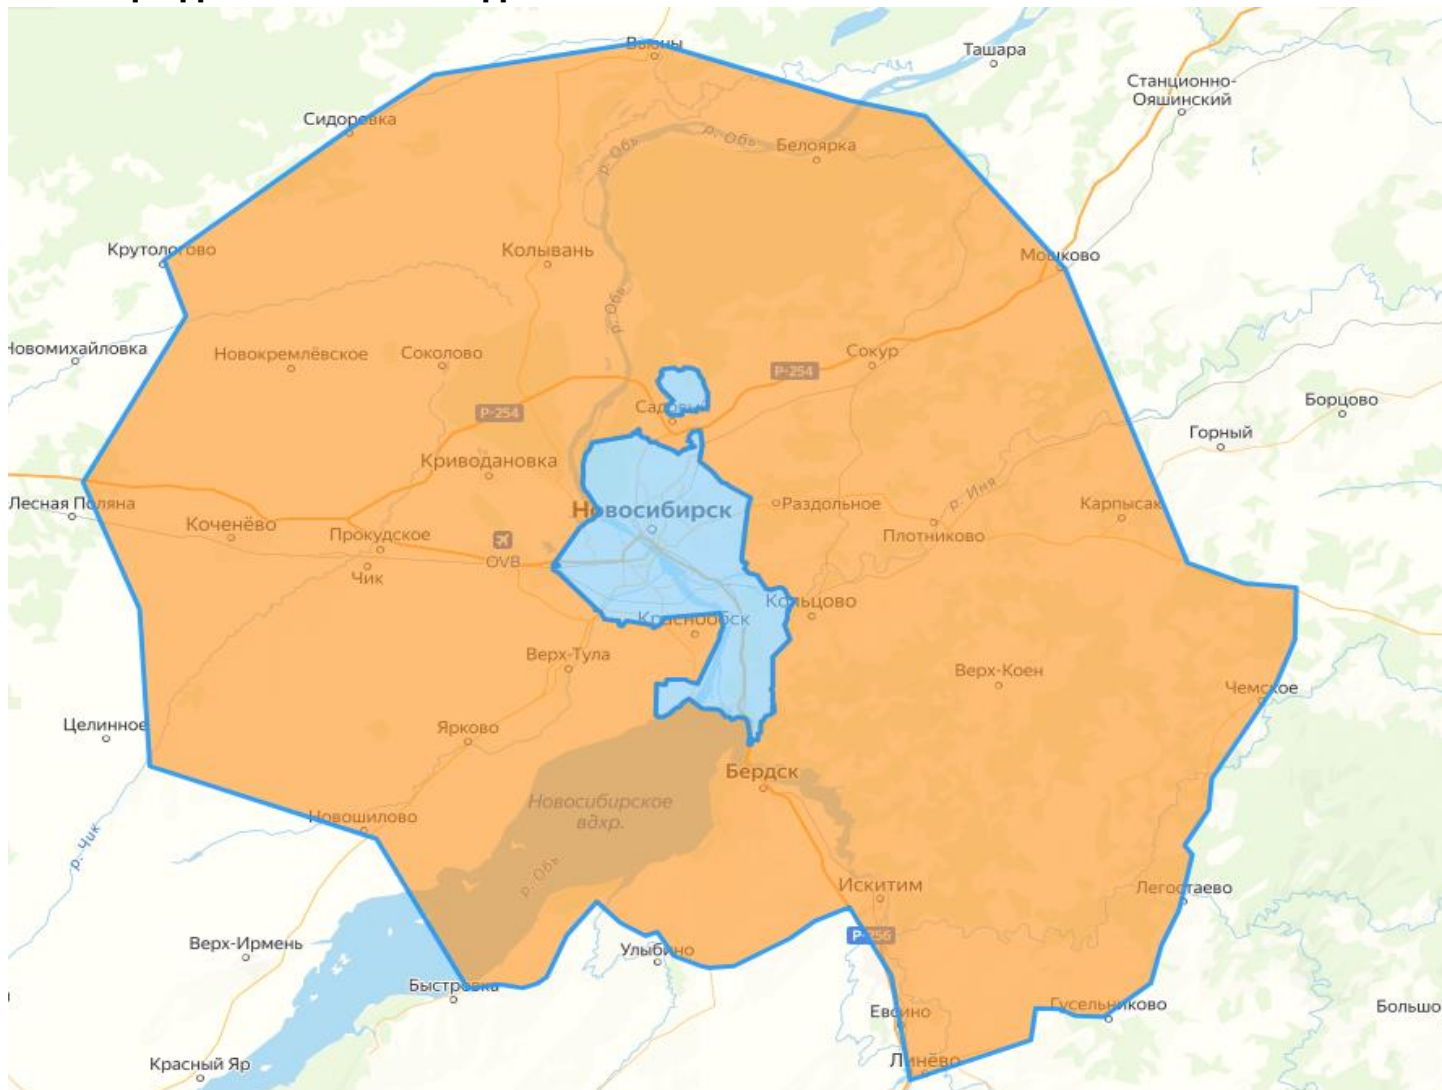 Вьюны
Ташара
Станционно-
Ояшинский
Сидоровка
р. Обь
р. Обь
Белоярка
Крутологово
Колывань
Мошково
р. Обь
Новомихайловка
Новокремлёвское
Соколово
Сокур
Р-254
Р-254
Садовый
Борцово
Горный
Криводановка
Лесная Поляна
Новосибирск
Раздольное
р. Иня
Карпысак
Коченёво
Прокудское
Плотниково
OVB
Чик
Кольцово
Краснообск
Верх-Тула
Верх-Коен
Чемское
Целинное
Ярково
Бердск
Новосибирское
вдхр.
Новошилово
р. Чик
р. Обь
Искитим
Легостаево
Р-256
Верх-Ирмень
Улыбино
Быстровка
Евсино
Гусельниково
Большо
Линёво
Красный Яр